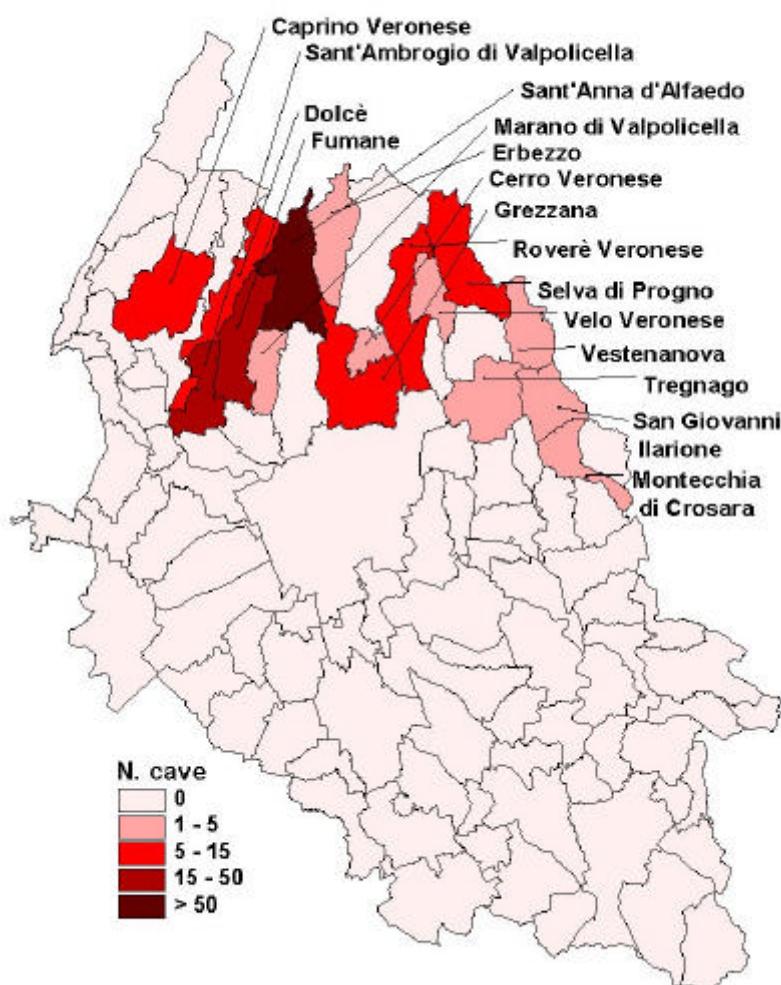 Caprino Veronese
Sant'Ambrogio di Valpolicella
Sant'Anna d'Alfaedo
Dolcè
Marano di Valpolicella
Fumane
Erbezzo
Cerro Veronese
Grezzana
Roverè Veronese
Selva di Progno
Velo Veronese
Vestenanova
Tregnago
San Giovanni
Ilarione
Montecchia
di Crosara
N. cave
0
1 - 5
5 - 15
15 - 50
> 50